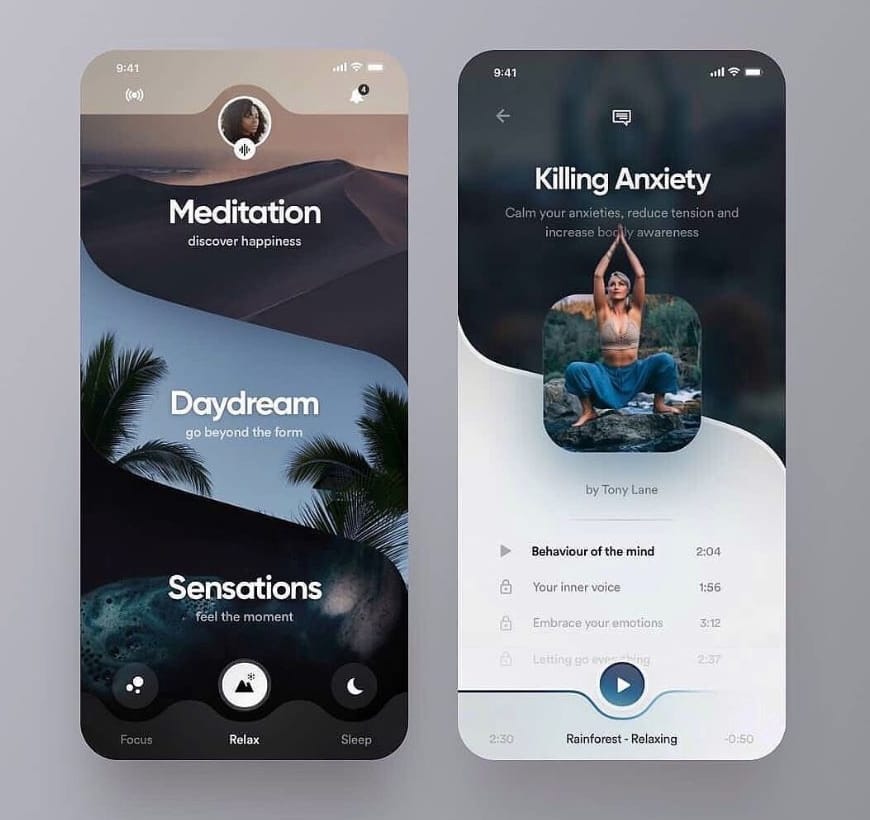 9:41
4
Meditation
discover happiness
Daydream
go beyond the form
Sensations
feel the moment
Focus
Relax
Sleep
9:41
Killing Anxiety
Calm your anxieties, reduce tension and
increase bodily awareness
by Tony Lane
Behaviour of the mind 2:04
Your inner voice 1:56
Embrace your emotions 3:12
Letting go everything 2:37
2:30 Rainforest - Relaxing -0:50